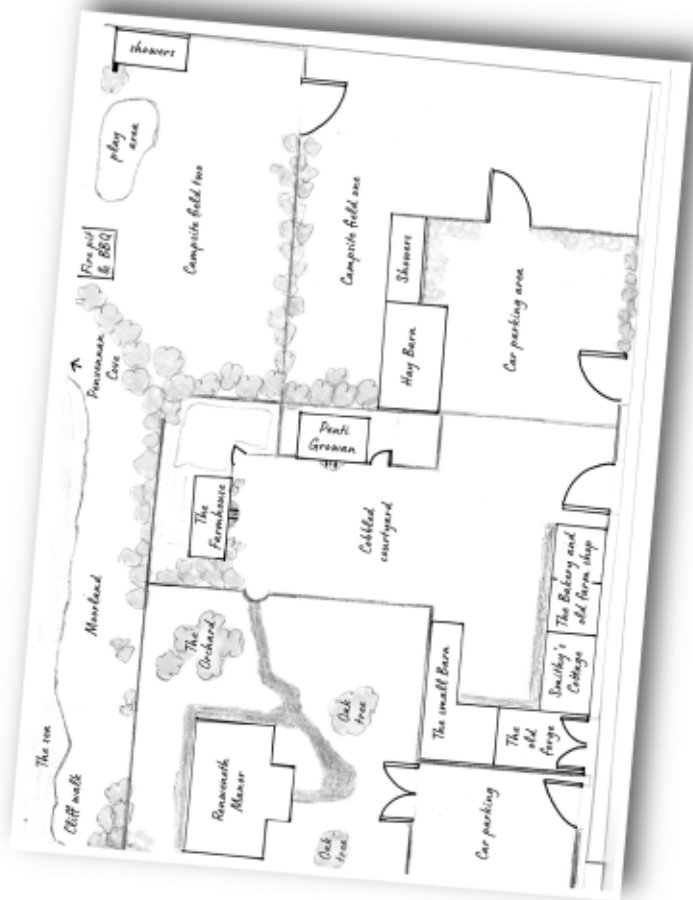 showers
play
area
Campsite field two
Fire pit
& BBQ
Campsite field one
Showers
Car parking area
Hay Barn
Penvennan
Cove
Penti
Growan
The
Farmhouse
Cobbled
courtyard
The Bakery and
old farm shop
Moorland
The
Orchard
Smithy's
Cottage
The small Barn
Oak
tree
The
old
forge
The sea
Cliff walk
Renweneth
Manor
Oak
tree
Car parking